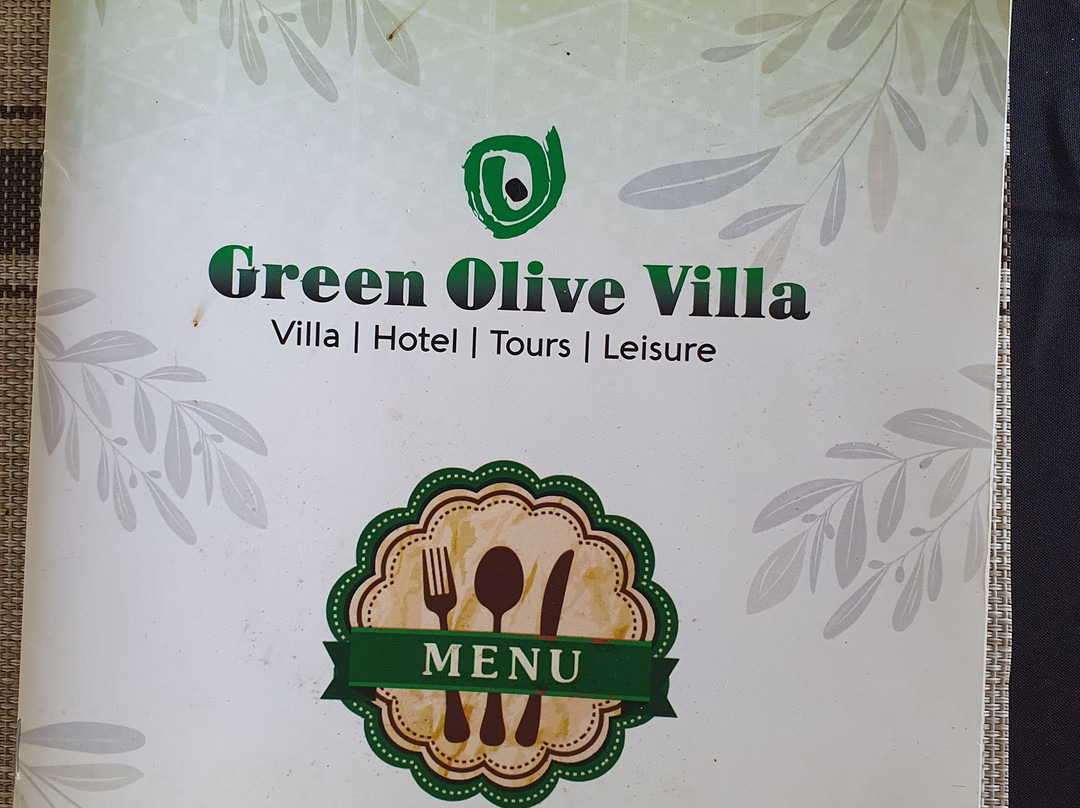 Green Olive Villa
Villa | Hotel | Tours | Leisure
MENU